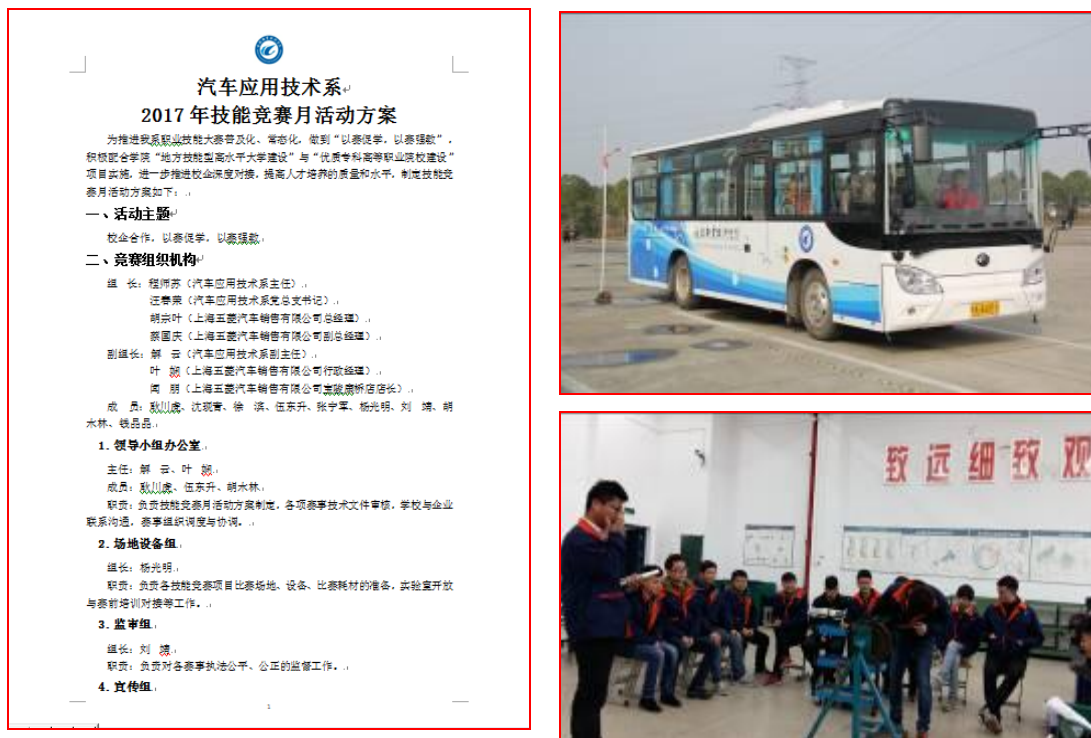 汽车应用技术系
2017年技能竞赛月活动方案
为推进我系职业技能大赛普及化、常态化，做到“以赛促学，以赛强教”，
积极配合学院“地方技能型高水平大学建设”与“优质专科高等职业院校建设”
项目实施，进一步推进校企深度对接，提高人才培养的质量和水平，制定技能竞
赛月活动方案如下：
一、活动主题
校企合作，以赛促学，以赛强教
二、竞赛组织机构
组 长：程师苏（汽车应用技术系主任）
汪春荣（汽车应用技术系党总支书记）
胡宗叶（上海五菱汽车销售有限公司总经理）
蔡国庆（上海五菱汽车销售有限公司副总经理）
副组长：解 云（汽车应用技术系副主任）
叶 娴（上海五菱汽车销售有限公司行政经理）
闻 朋（上海五菱汽车销售有限公司店长）
成 员：耿川虎、沈现青、徐 滨、伍东升、张宁军、杨光明、刘 靖、胡
水林、钱品品
1.领导小组办公室
主任：解 云、叶 娴
成员：耿川虎、伍东升、胡水林
职责：负责技能竞赛月活动方案制定，各项赛事技术文件审核，学校与企业
联系沟通，赛事组织调度与协调。
2.场地设备组
组长：杨光明
职责：负责各技能竞赛项目比赛场地、设备、比赛耗材的准备，实验室开放
与赛前培训对接等工作。
3.监审组
组长：刘 靖
职责：负责对各赛事执法公平、公正的监督工作。
4.宣传组
1
致远细致观